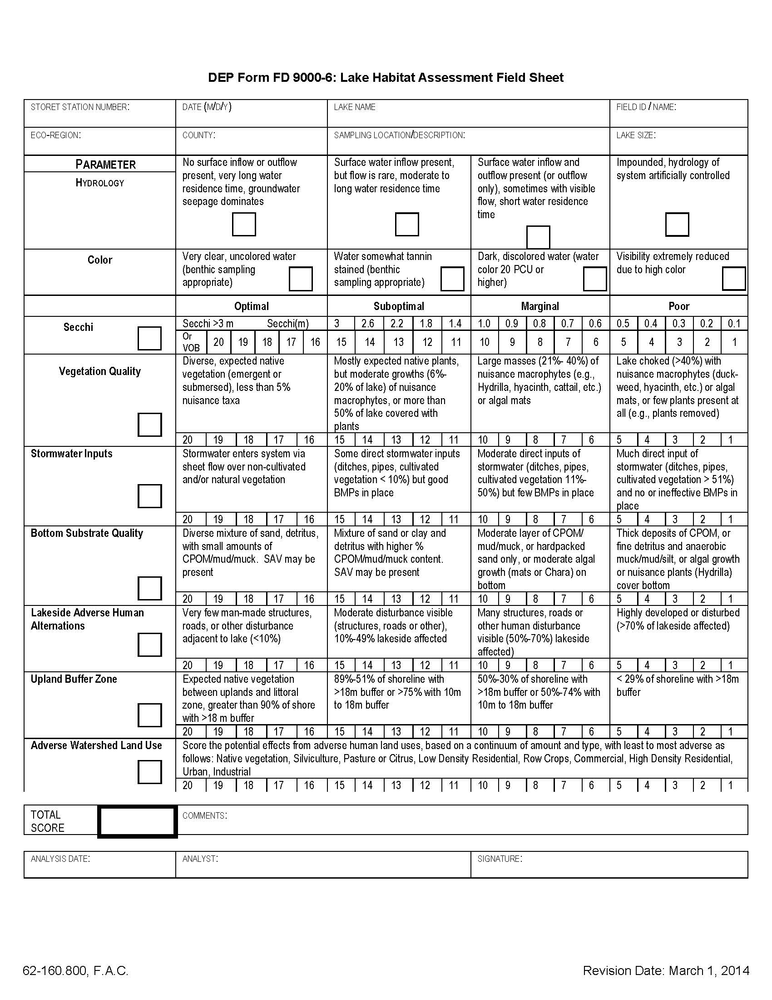 DEP Form FD 9000-6: Lake Habitat Assessment Field Sheet
STORET STATION NUMBER:
DATE (M/D/Y)
LAKE NAME
FIELD ID / NAME:
ECO-REGION:
COUNTY:
SAMPLING LOCATION/DESCRIPTION:
LAKE SIZE:
PARAMETER
HYDROLOGY
No surface inflow or outflow
present, very long water
residence time, groundwater
seepage dominates
Surface water inflow present,
but flow is rare, moderate to
long water residence time
Surface water inflow and
outflow present (or outflow
only), sometimes with visible
flow, short water residence
time
Impounded, hydrology of
system artificially controlled
Color
Very clear, uncolored water
(benthic sampling
appropriate)
Water somewhat tannin
stained (benthic
sampling appropriate)
Dark, discolored water (water
color 20 PCU or
higher)
Visibility extremely reduced
due to high color
Optimal
Suboptimal
Marginal
Poor
Secchi
Secchi >3 m Secchi(m)
3 2.6 2.2 1.8 1.4
1.0 0.9 0.8 0.7 0.6
0.5 0.4 0.3 0.2 0.1
Or
VOB
20 19 18 17 16
15 14 13 12 11
10 9 8 7 6
5 4 3 2 1
Vegetation Quality
Diverse, expected native
vegetation (emergent or
submersed), less than 5%
nuisance taxa
Mostly expected native plants,
but moderate growths (6%-
20% of lake) of nuisance
macrophytes, or more than
50% of lake covered with
plants
Large masses (21%- 40%) of
nuisance macrophytes (e.g.,
Hydrilla, hyacinth, cattail, etc.)
or algal mats
Lake choked (>40%) with
nuisance macrophytes (duck-
weed, hyacinth, etc.) or algal
mats, or few plants present at
all (e.g., plants removed)
20 19 18 17 16
15 14 13 12 11
10 9 8 7 6
5 4 3 2 1
Stormwater Inputs
Stormwater enters system via
sheet flow over non-cultivated
and/or natural vegetation
Some direct stormwater inputs
(ditches, pipes, cultivated
vegetation < 10%) but good
BMPs in place
Moderate direct inputs of
stormwater (ditches, pipes,
cultivated vegetation 11%-
50%) but few BMPs in place
Much direct input of
stormwater (ditches, pipes,
cultivated vegetation > 51%)
and no or ineffective BMPs in
place
20 19 18 17 16
15 14 13 12 11
10 9 8 7 6
5 4 3 2 1
Bottom Substrate Quality
Diverse mixture of sand, detritus,
with small amounts of
CPOM/mud/muck. SAV may be
present
Mixture of sand or clay and
detritus with higher %
CPOM/mud/muck content.
SAV may be present
Moderate layer of CPOM/
mud/muck, or hardpacked
sand only, or moderate algal
growth (mats or Chara) on
bottom
Thick deposits of CPOM, or
fine detritus and anaerobic
muck/mud/silt, or algal growth
or nuisance plants (Hydrilla)
cover bottom
20 19 18 17 16
15 14 13 12 11
10 9 8 7 6
5 4 3 2 1
Lakeside Adverse Human
Alternations
Very few man-made structures,
roads, or other disturbance
adjacent to lake (<10%)
Moderate disturbance visible
(structures, roads or other),
10%-49% lakeside affected
Many structures, roads or
other human disturbance
visible (50%-70%) lakeside
affected)
Highly developed or disturbed
(>70% of lakeside affected)
20 19 18 17 16
15 14 13 12 11
10 9 8 7 6
5 4 3 2 1
Upland Buffer Zone
Expected native vegetation
between uplands and littoral
zone, greater than 90% of shore
with >18 m buffer
89%-51% of shoreline with
>18m buffer or >75% with 10m
to 18m buffer
50%-30% of shoreline with
>18m buffer or 50%-74% with
10m to 18m buffer
< 29% of shoreline with >18m
buffer
20 19 18 17 16
15 14 13 12 11
10 9 8 7 6
5 4 3 2 1
Adverse Watershed Land Use
Score the potential effects from adverse human land uses, based on a continuum of amount and type, with least to most adverse as
follows: Native vegetation, Silviculture, Pasture or Citrus, Low Density Residential, Row Crops, Commercial, High Density Residential,
Urban, Industrial
20 19 18 17 16
15 14 13 12 11
10 9 8 7 6
5 4 3 2 1
TOTAL
SCORE
COMMENTS:
ANALYSIS DATE:
ANALYST:
SIGNATURE:
62-160.800, F.A.C.
Revision Date: March 1, 2014